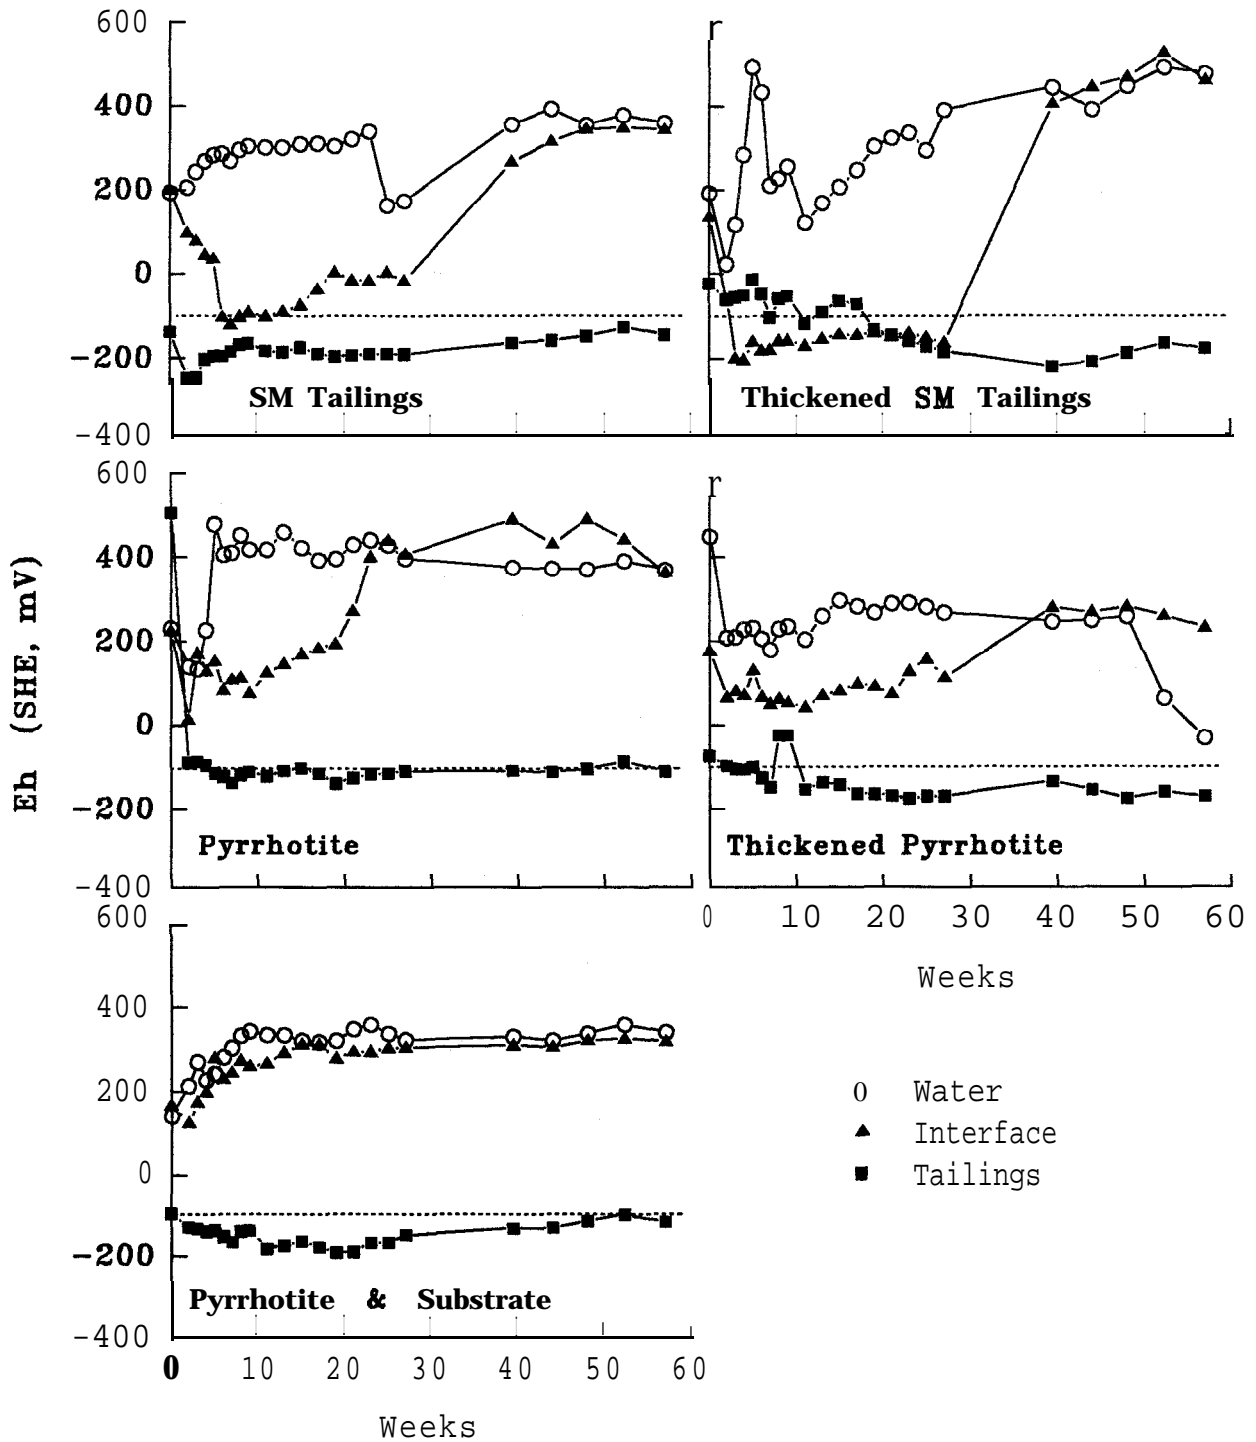 600
400
200
0
-200
-400
SM Tailings
r
Thickened SM Tailings
600
400
200
0
-200
-400
Pyrrhotite
r
Thickened Pyrrhotite
0 10 20 30 40 50 60
Weeks
Eh (SHE, mV)
600
400
200
0
-200
-400
Pyrrhotite & Substrate
0 10 20 30 40 50 60
Weeks
0 Water
Interface
Tailings